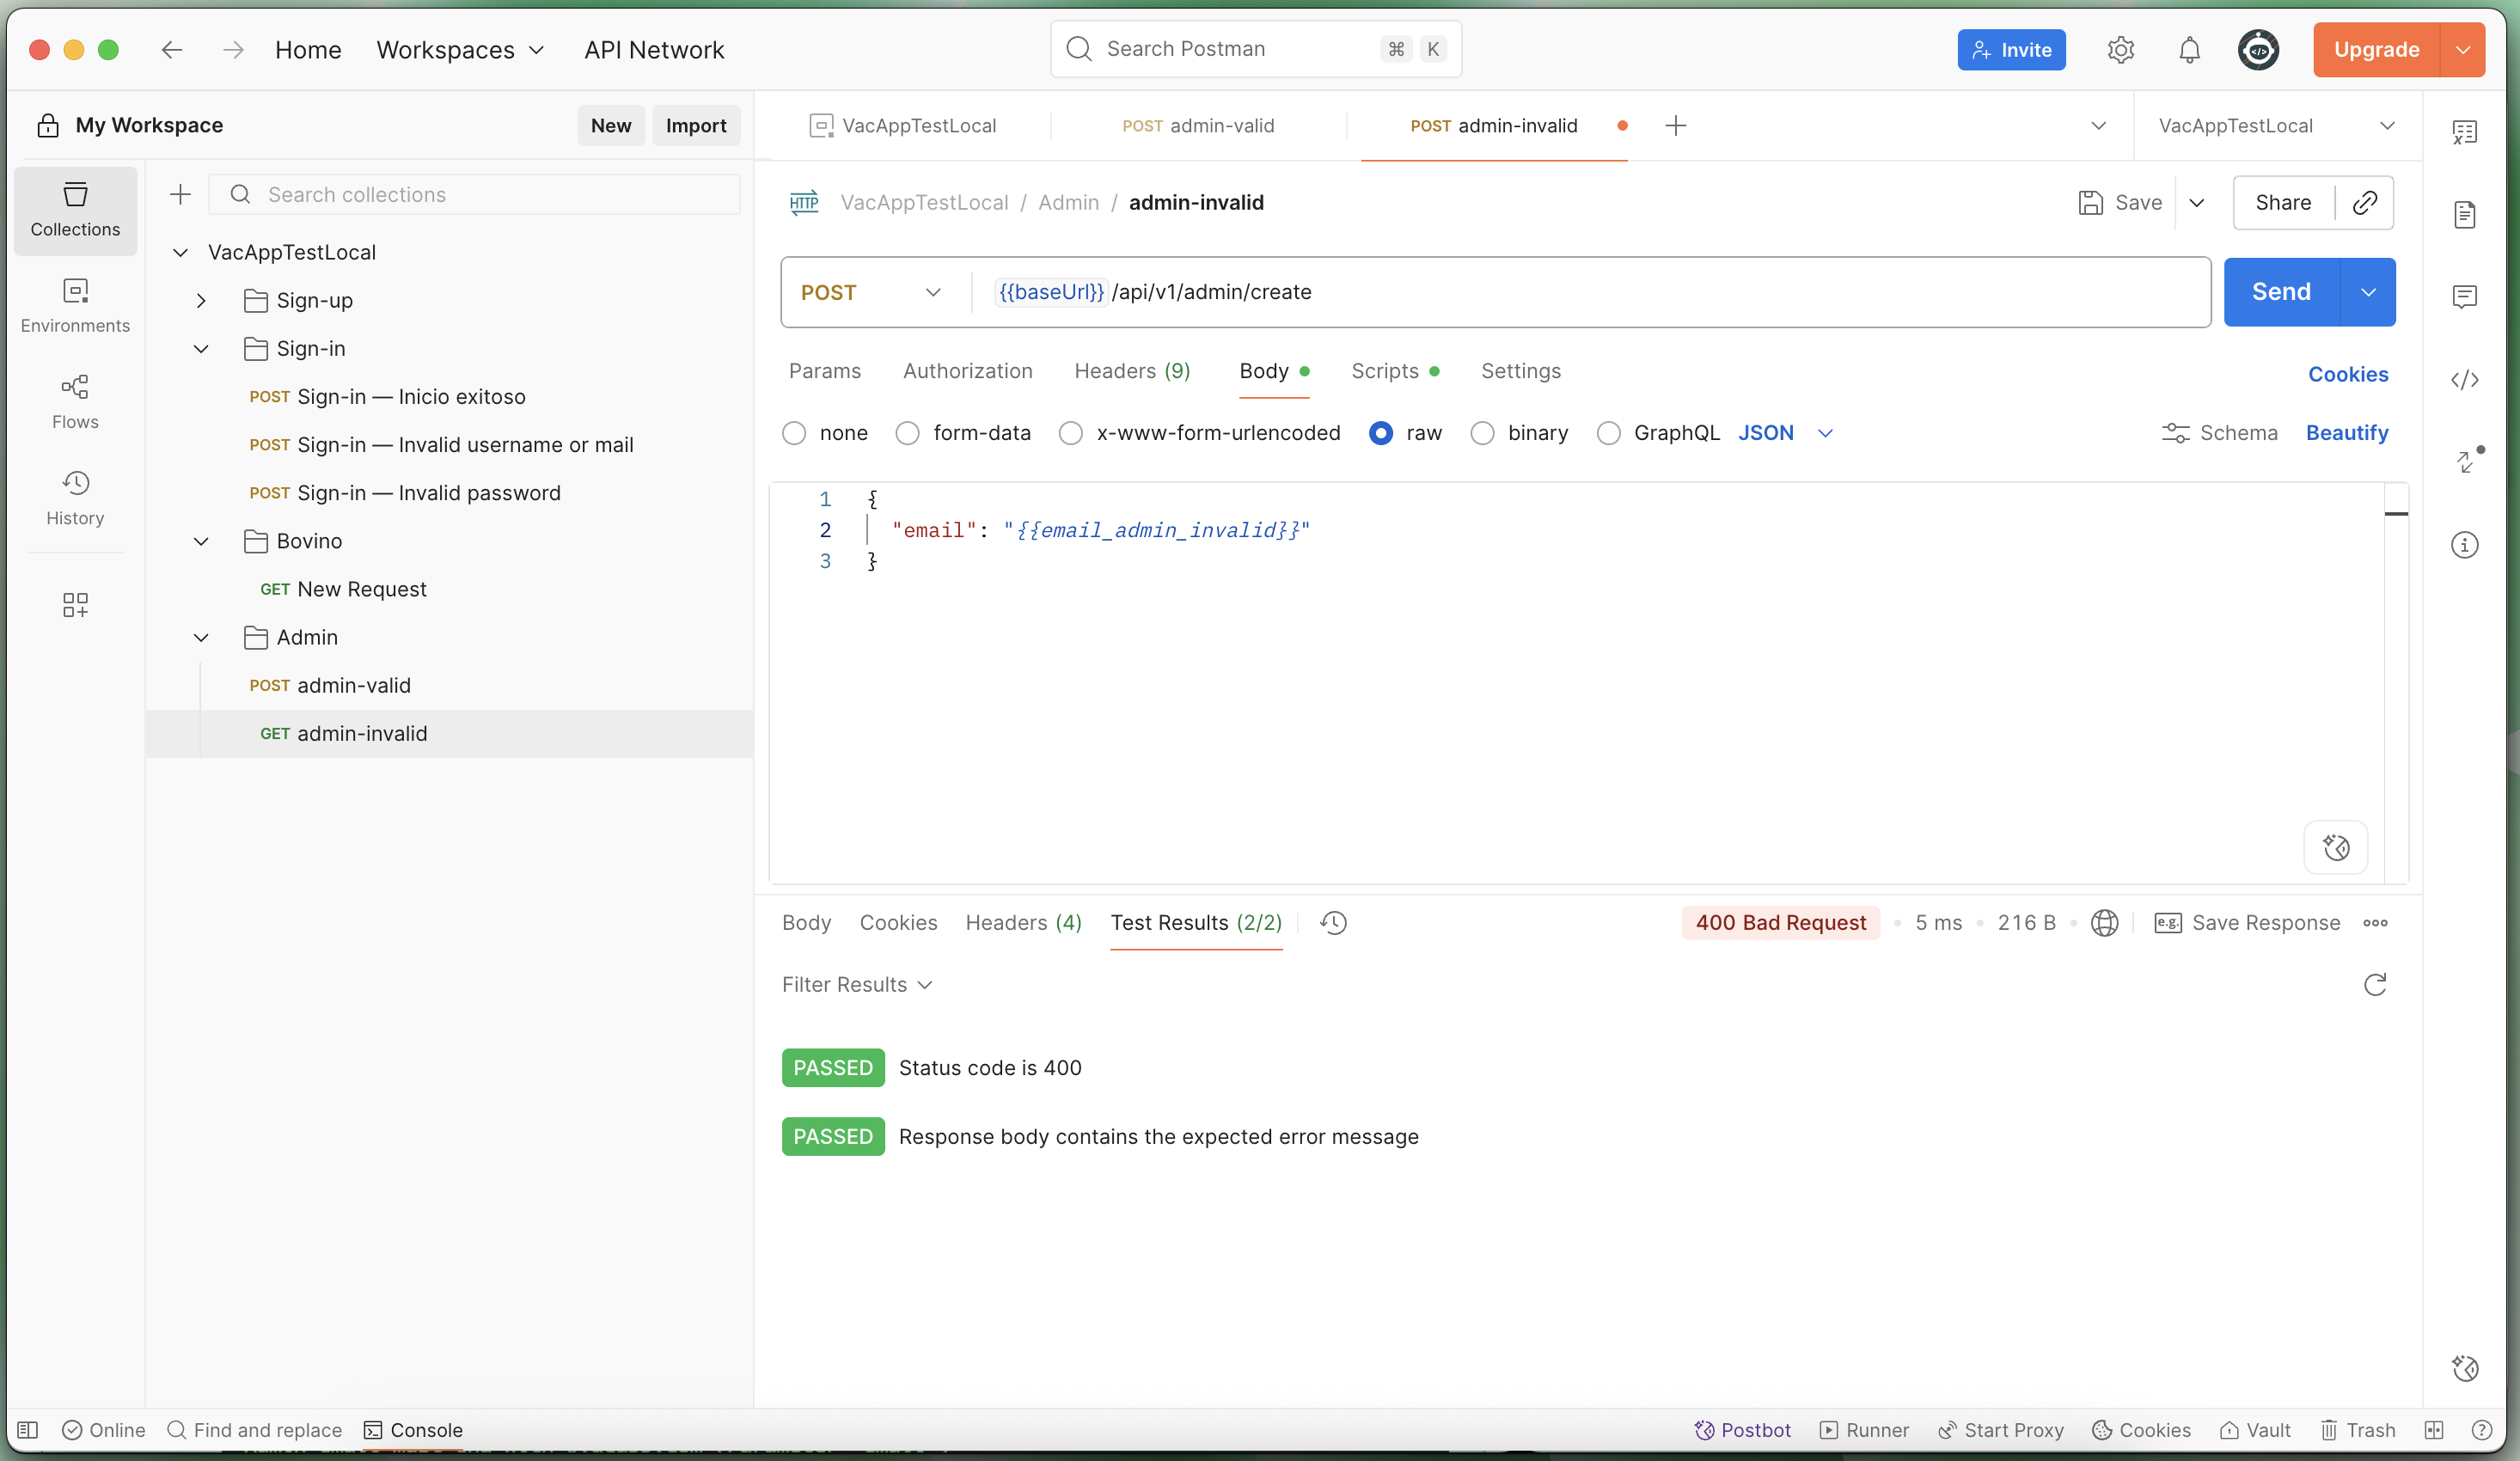 Home
Workspaces
API Network
Search Postman
⌘ K
Invite
Upgrade
My Workspace
New
Import
VacAppTestLocal
POST admin-valid
POST admin-invalid
VacAppTestLocal
Collections
Environments
Flows
History
Search collections
VacAppTestLocal
Sign-up
Sign-in
POST Sign-in — Inicio exitoso
POST Sign-in — Invalid username or mail
POST Sign-in — Invalid password
Bovino
GET New Request
Admin
POST admin-valid
GET admin-invalid
HTTP
VacAppTestLocal / Admin / admin-invalid
Save
Share
POST
{{baseUrl}}/api/v1/admin/create
Send
Params
Authorization
Headers (9)
Body
Scripts
Settings
Cookies
none
form-data
x-www-form-urlencoded
raw
binary
GraphQL
JSON
Schema
Beautify
1 {
2 "email": "{{email_admin_invalid}}"
3 }
Body
Cookies
Headers (4)
Test Results (2/2)
400 Bad Request
5 ms
216 B
e.g.
Save Response
Filter Results
PASSED Status code is 400
PASSED Response body contains the expected error message
Online
Find and replace
Console
Postbot
Runner
Start Proxy
Cookies
Vault
Trash